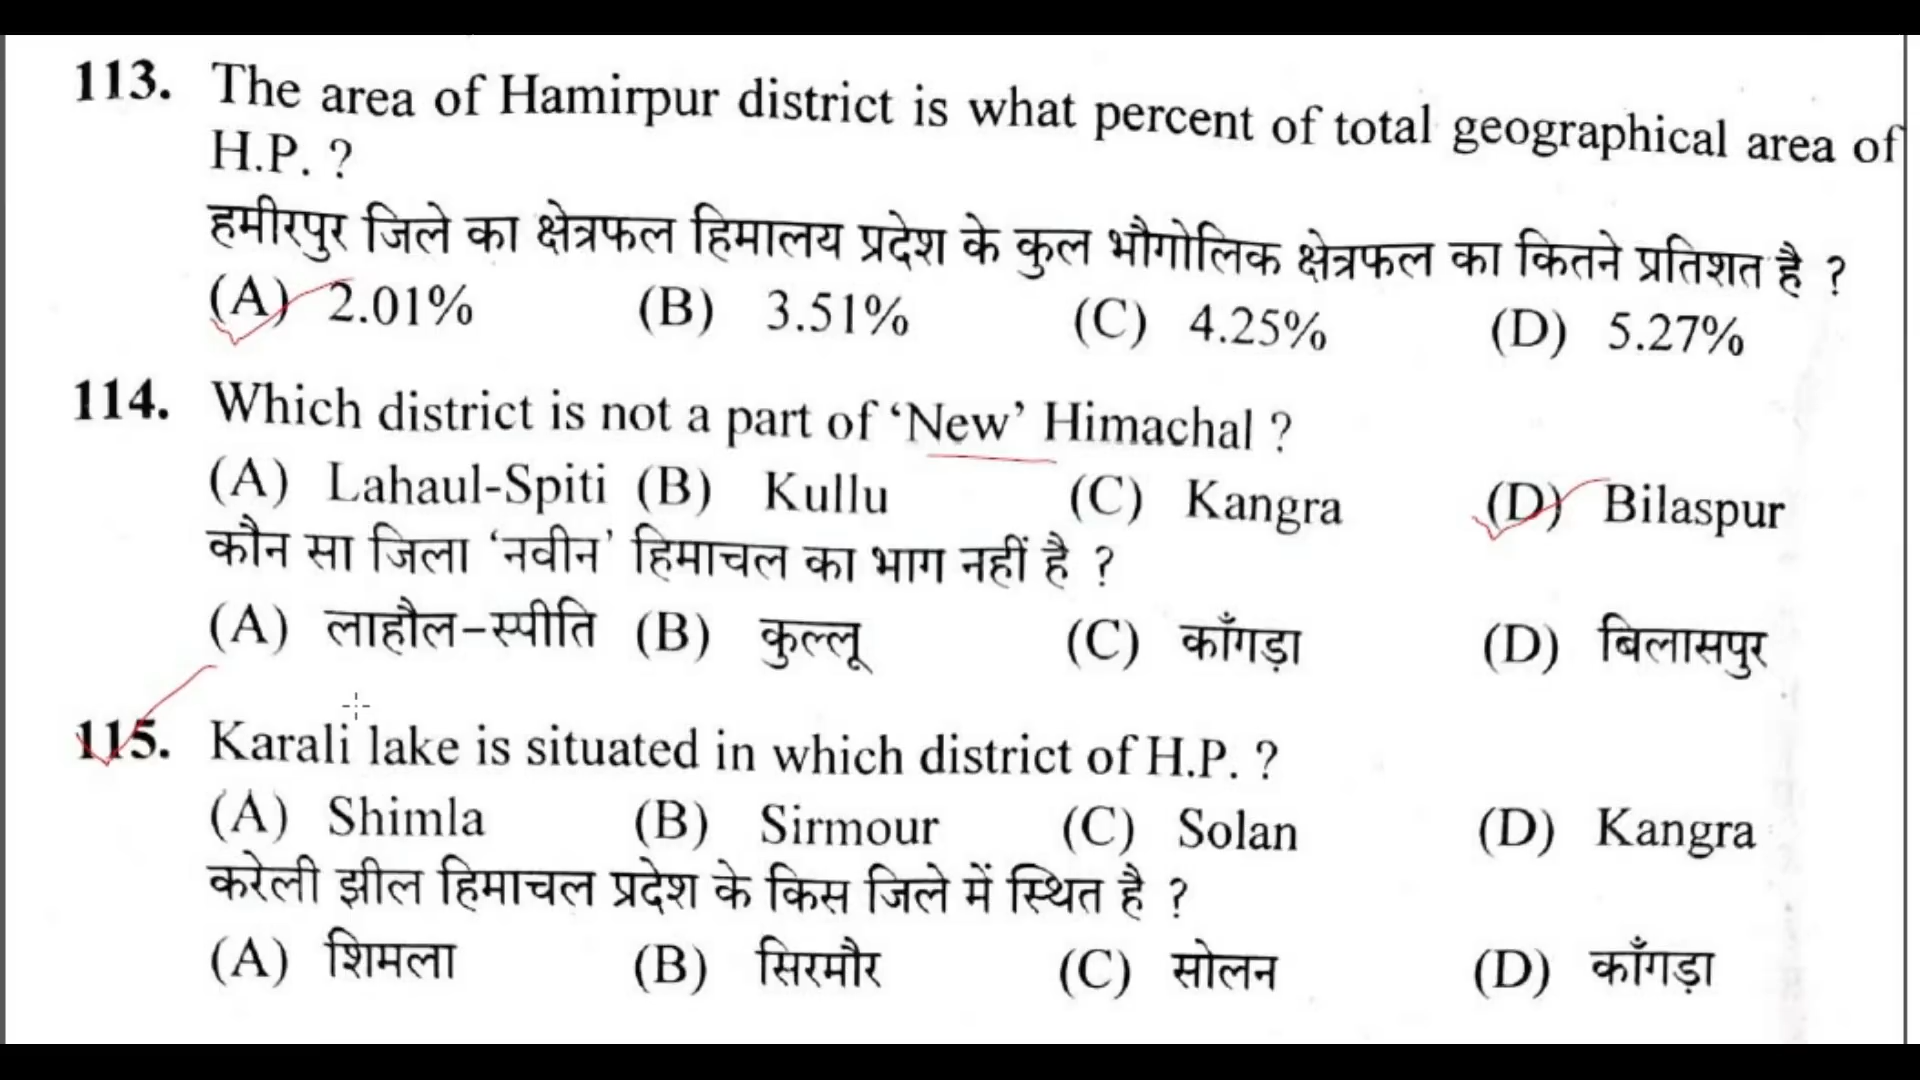 113. The area of Hamirpur district is what percent of total geographical area of
H.P. ?
हमीरपुर जिले का क्षेत्रफल हिमालय प्रदेश के कुल भौगोलिक क्षेत्रफल का कितने प्रतिशत है ?
(A) 2.01% (B) 3.51% (C) 4.25% (D) 5.27%
114. Which district is not a part of ‘New’ Himachal ?
(A) Lahaul-Spiti (B) Kullu (C) Kangra (D) Bilaspur
कौन सा जिला ‘नवीन’ हिमाचल का भाग नहीं है ?
(A) लाहौल-स्पीति (B) कुल्लू (C) काँगड़ा (D) बिलासपुर
115. Karali lake is situated in which district of H.P. ?
(A) Shimla (B) Sirmour (C) Solan (D) Kangra
करेली झील हिमाचल प्रदेश के किस जिले में स्थित है ?
(A) शिमला (B) सिरमौर (C) सोलन (D) काँगड़ा